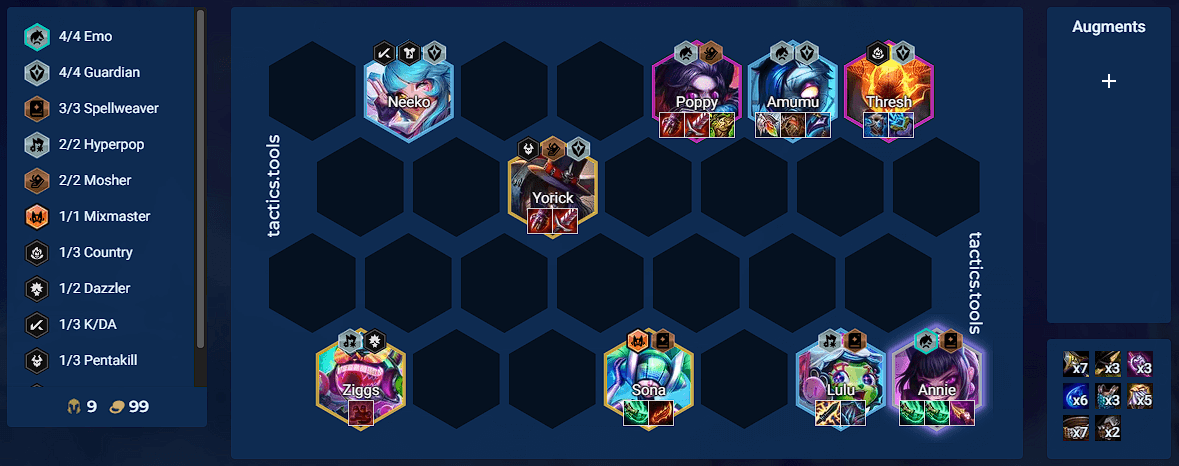 4/4 Emo
4/4 Guardian
3/3 Spellweaver
2/2 Hyperpop
2/2 Mosher
1/1 Mixmaster
1/3 Country
1/2 Dazzler
1/3 K/DA
1/3 Pentakill
9 99
tactics.tools
Neeko
Poppy
Amumu
Thresh
Yorick
Ziggs
Sona
Lulu
Annie
tactics.tools
Augments
+
x7 x3 x3
x6 x3 x5
x7 x2